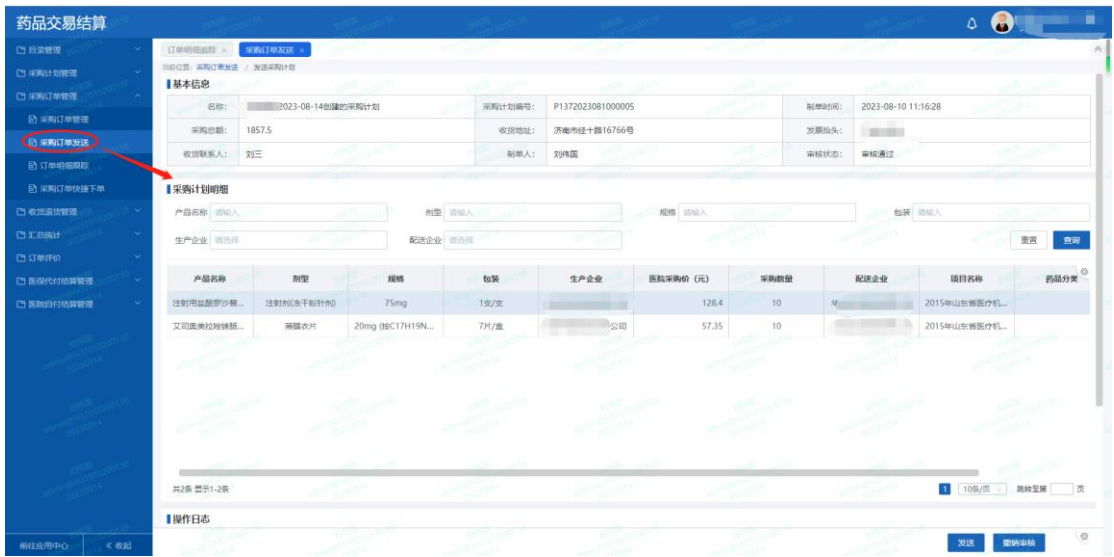 药品交易结算
目录管理
订单明细追踪 ×
采购订单发送 ×
当前位置: 采购订单发送 / 发送采购计划
采购计划管理
采购订单管理
采购订单管理
采购订单发送
订单明细跟踪
采购订单快捷下单
收货退货管理
汇总统计
订单评价
医保代付结算管理
医院自付结算管理
前往应用中心
收起
基本信息
名称: 2023-08-14创建的采购计划 采购计划编号: P1372023081000005 制单时间: 2023-08-10 11:16:28
采购总额: 1857.5 收货地址: 济南市经十路16766号 发票抬头:
收货联系人: 刘三 制单人: 刘伟国 审核状态: 审核通过
采购计划明细
产品名称 请输入 剂型 请输入 规格 请输入 包装 请输入
生产企业 请选择 配送企业 请选择 重置 查询
产品名称 剂型 规格 包装 生产企业 医院采购价（元） 采购数量 配送企业 项目名称 药品分类
注射用盐酸罗沙替... 注射剂(冻干粉针剂) 75mg 1支/支 128.4 10 2015年山东省医疗机...
艾司奥美拉唑镁肠... 薄膜衣片 20mg (按C17H19N... 7片/盒 公司 57.35 10 2015年山东省医疗机...
共2条 显示1-2条 1 10条/页 跳转至第 页
操作日志
发送 撤销审核